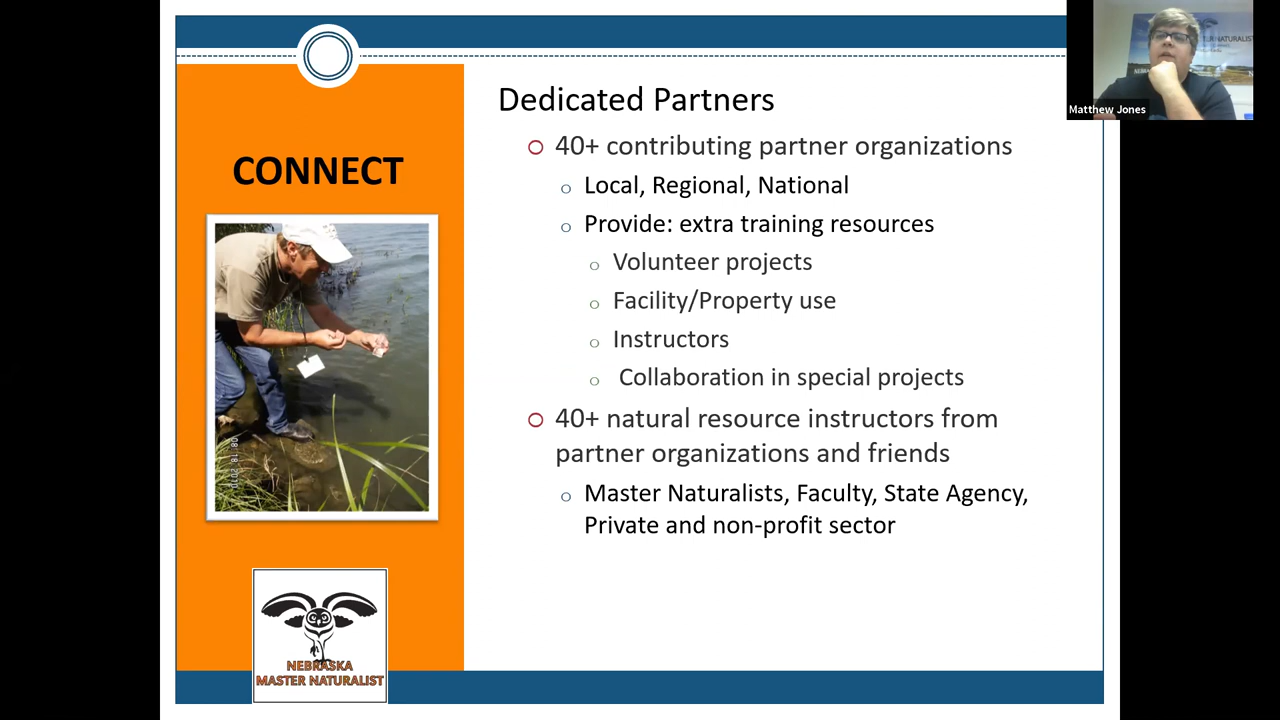 CONNECT
Dedicated Partners
40+ contributing partner organizations
Local, Regional, National
Provide: extra training resources
Volunteer projects
Facility/Property use
Instructors
Collaboration in special projects
40+ natural resource instructors from
partner organizations and friends
Master Naturalists, Faculty, State Agency,
Private and non-profit sector
NEBRASKA
MASTER NATURALIST
Matthew Jones